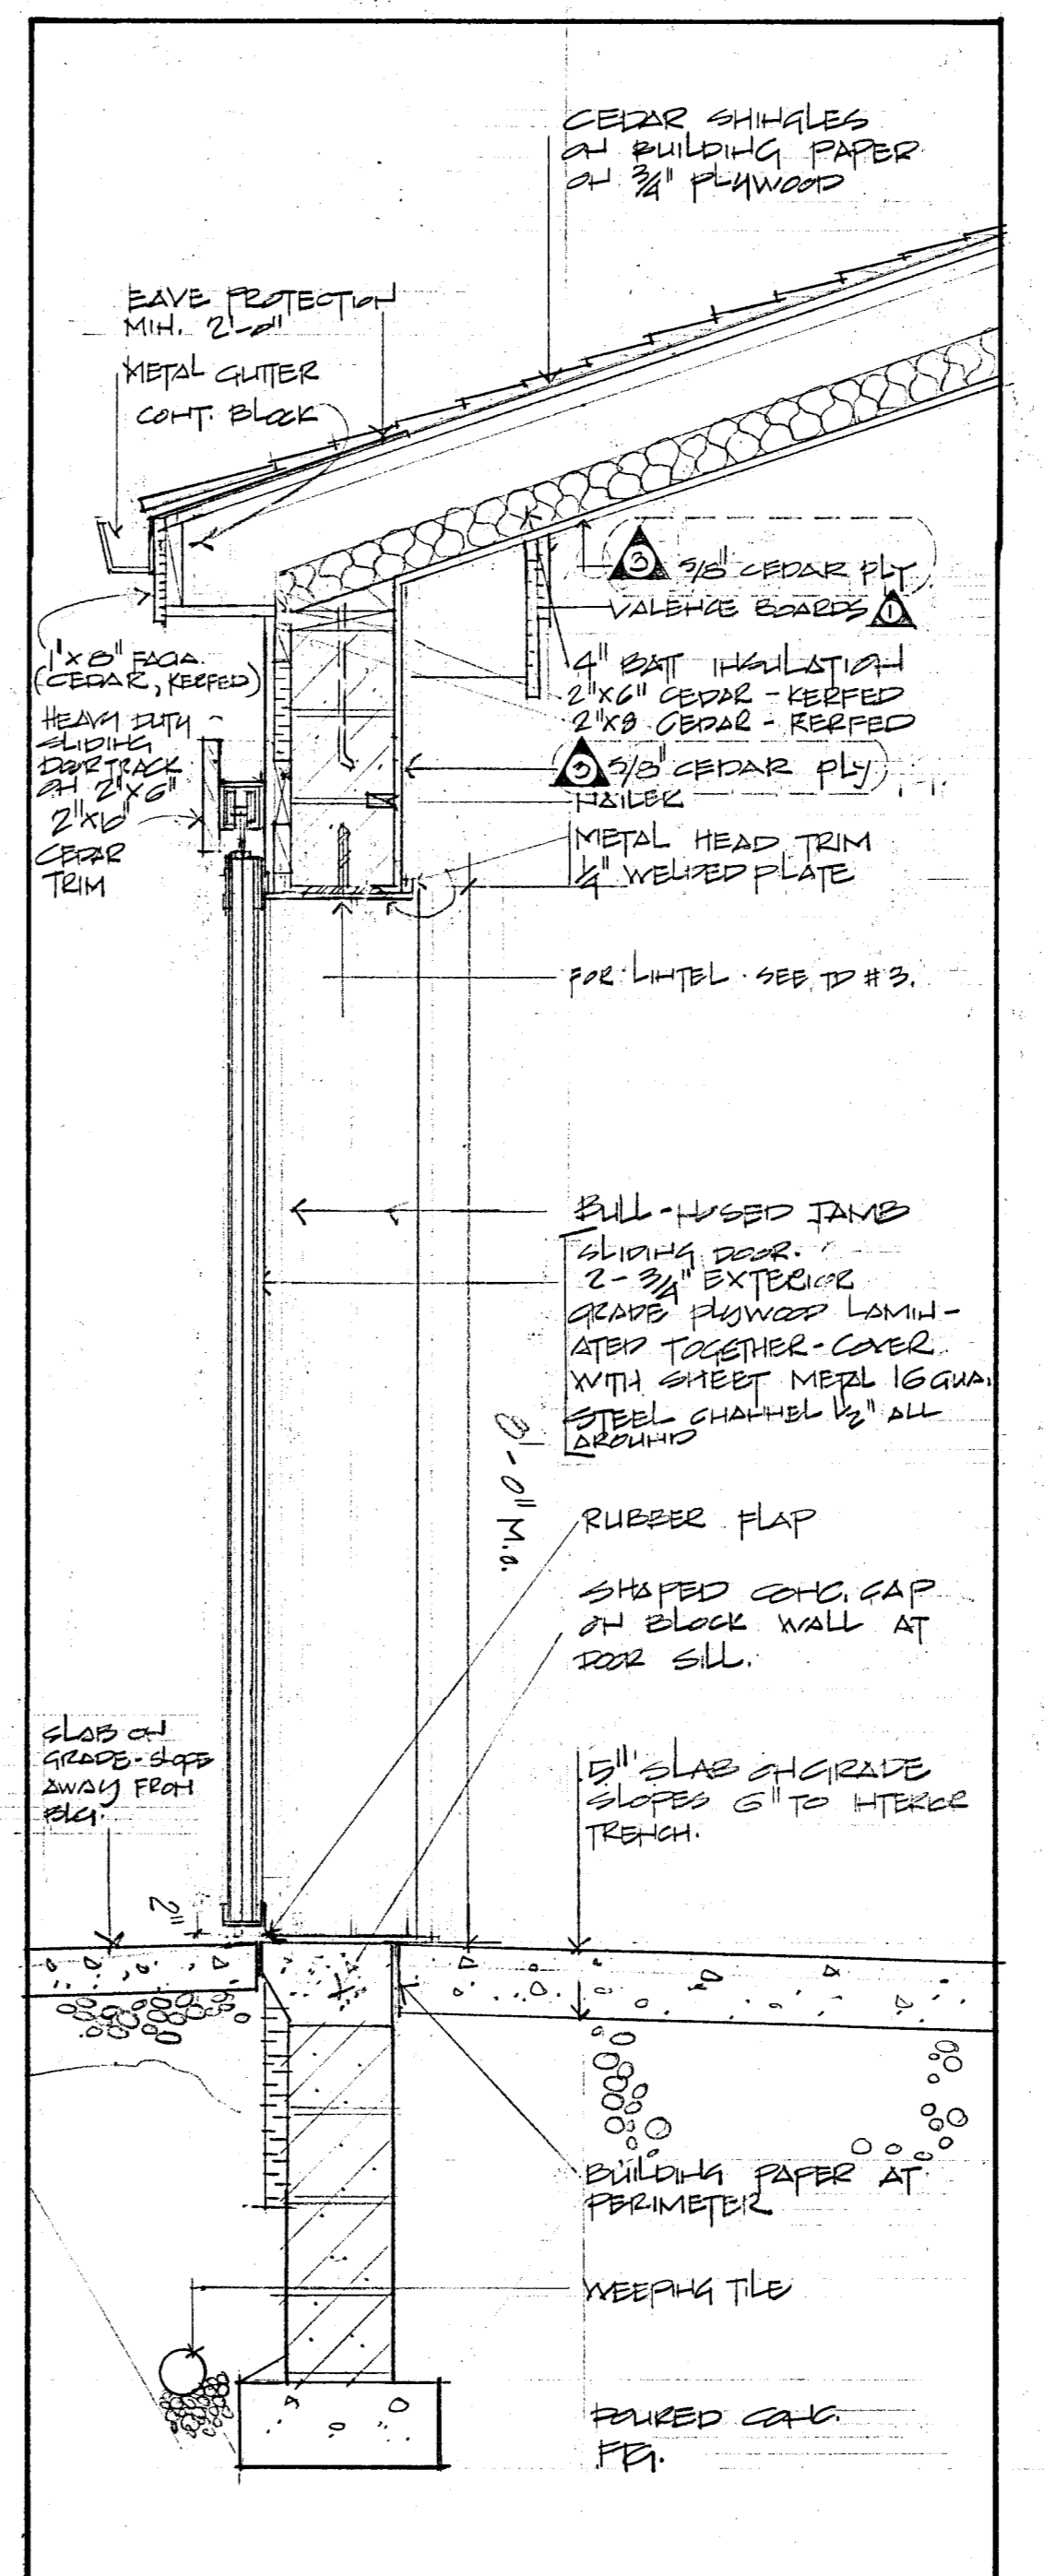 CEDAR SHINGLES
ON BUILDING PAPER
ON 3/4" PLYWOOD
EAVE PROTECTION
MIN. 2'-0"
METAL GUTTER
CONT. BLOCK
3 5/8" CEDAR PLY
VALENCE BOARDS 1
4" BATT INSULATION
2"X6" CEDAR - KERFED
2"X8 CEDAR - KERFED
3 5/8" CEDAR PLY
NAILER
METAL HEAD TRIM
1/4" WELDED PLATE
1"X8" FACIA.
(CEDAR, KERFED)
HEAVY DUTY
SLIDING
DOOR TRACK
ON 2"X6"
2"X6"
CEDAR
TRIM
FOR LINTEL · SEE TD #3.
BULL-NOSED JAMB
SLIDING DOOR.
2 - 3/4" EXTERIOR
GRADE PLYWOOD LAMIN-
ATED TOGETHER - COVER
WITH SHEET METAL 16 GUA.
STEEL CHANNEL 1 1/2" ALL
AROUND
8'-0" M.O.
RUBBER FLAP
SHAPED CONC. CAP
ON BLOCK WALL AT
DOOR SILL.
SLAB ON
GRADE - SLOPE
AWAY FROM
BLG.
5" SLAB ON GRADE
SLOPES 6" TO INTERIOR
TRENCH.
2"
BUILDING PAPER AT
PERIMETER
WEEPING TILE
POURED CONC.
FTG.